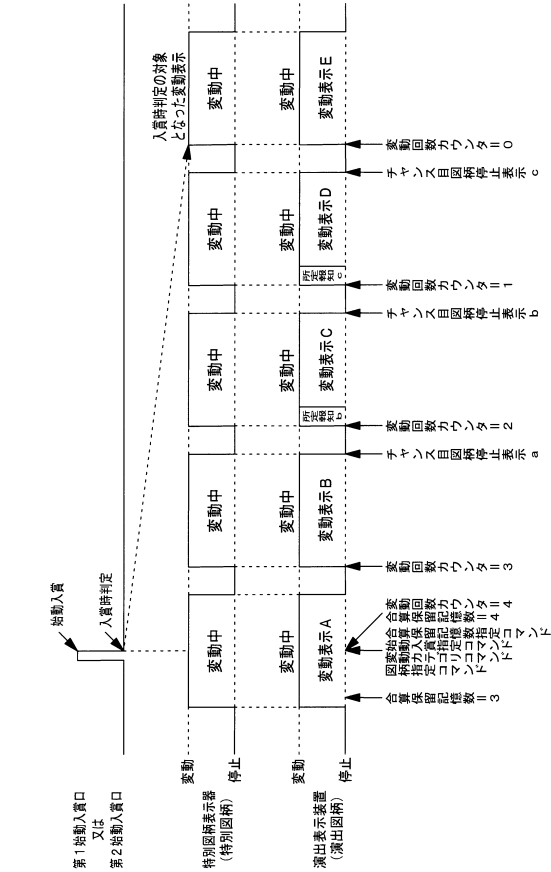 第１始動入賞口
又は
第２始動入賞口
始動入賞
入賞時判定
入賞時判定の対象
となった変動表示
特別図柄表示器
(特別図柄)
変動
停止
変動中
変動中
変動中
変動中
変動中
演出表示装置
(演出図柄)
変動
停止
変動中
変動中
変動中
変動中
変動中
変動表示A
変動表示B
所定報知b
変動表示C
所定報知c
変動表示D
変動表示E
合算保留記憶数＝３
図柄指定コマンド
変動カテゴリコマンド
始動入賞指定コマンド
合算保留記憶数指定コマンド
合算保留記憶数＝４
変動回数カウンタ＝４
変動回数カウンタ＝３
チャンス目図柄停止表示a
変動回数カウンタ＝２
チャンス目図柄停止表示b
変動回数カウンタ＝１
チャンス目図柄停止表示c
変動回数カウンタ＝０